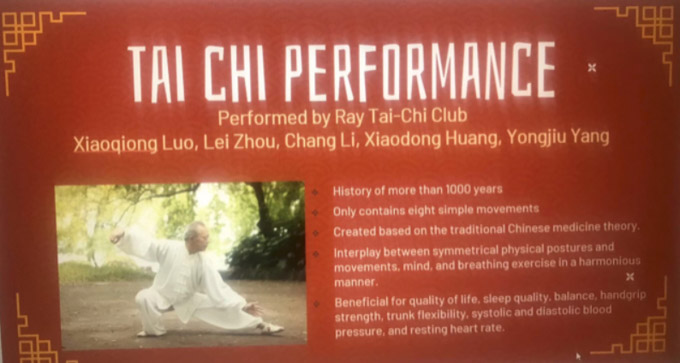 TAI CHI PERFORMANCE
Performed by Ray Tai-Chi Club
Xiaoqiong Luo, Lei Zhou, Chang Li, Xiaodong Huang, Yongjiu Yang
History of more than 1000 years
Only contains eight simple movements
Created based on the traditional Chinese medicine theory.
Interplay between symmetrical physical postures and
movements, mind, and breathing exercise in a harmonious
manner.
Beneficial for quality of life, sleep quality, balance, handgrip
strength, trunk flexibility, systolic and diastolic blood
pressure, and resting heart rate.